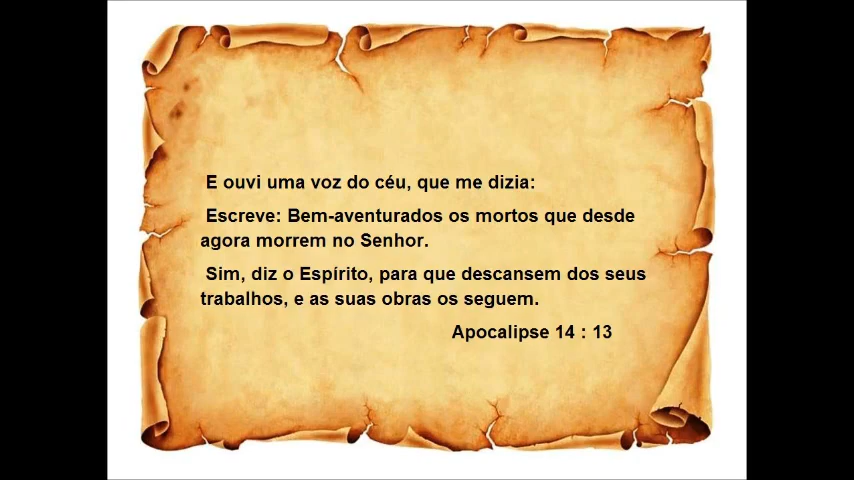 E ouvi uma voz do céu, que me dizia:
Escreve: Bem-aventurados os mortos que desde
agora morrem no Senhor.
Sim, diz o Espírito, para que descansem dos seus
trabalhos, e as suas obras os seguem.
Apocalipse 14 : 13